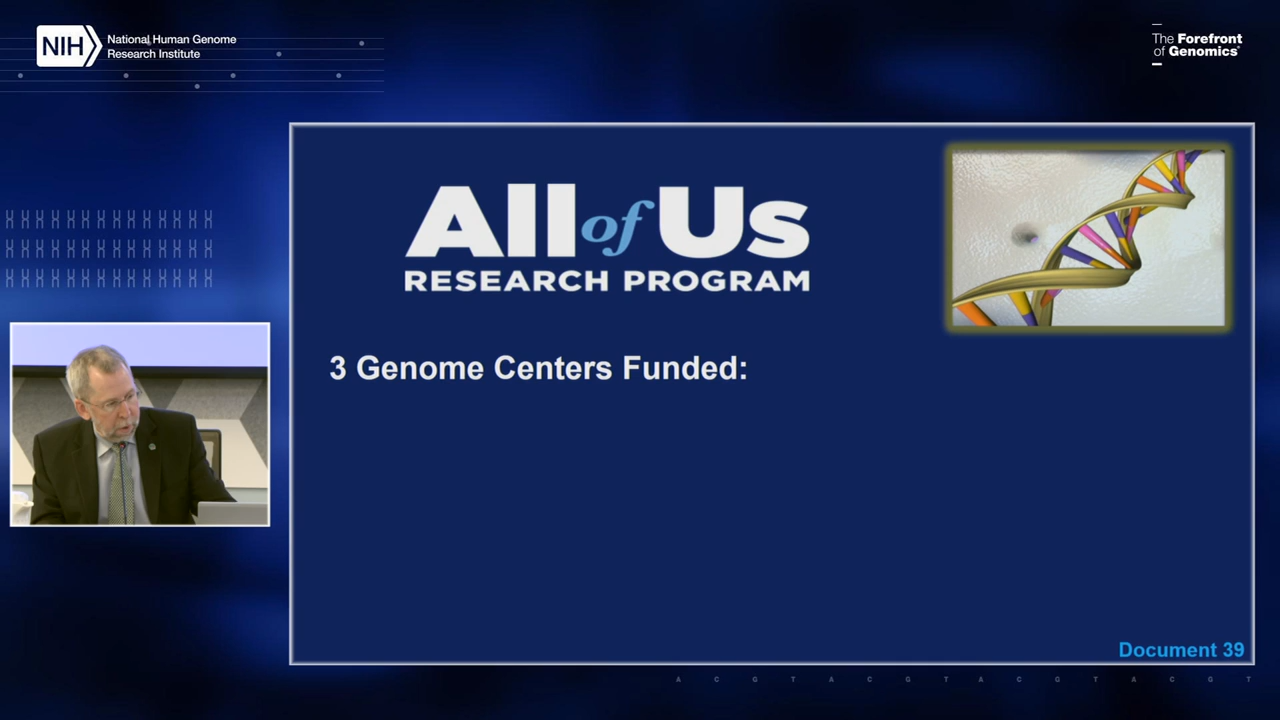 NIH
National Human Genome
Research Institute
The Forefront
of Genomics®
All of Us
RESEARCH PROGRAM
3 Genome Centers Funded:
Document 39
A C G T A C G T A C G T A C G T